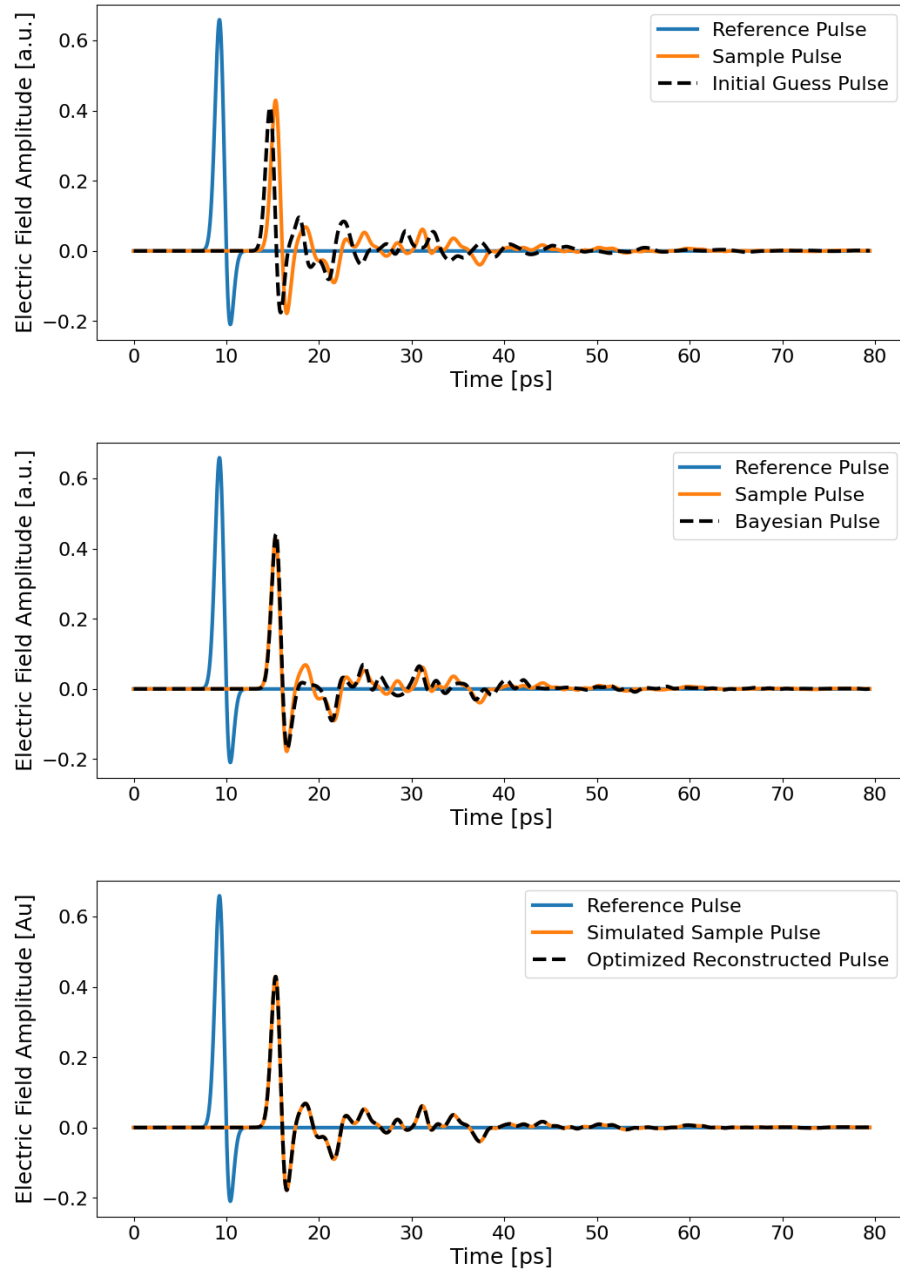 Electric Field Amplitude [a.u.]
0.6
0.4
0.2
0.0
−0.2
Reference Pulse
Sample Pulse
Initial Guess Pulse
0 10 20 30 40 50 60 70 80
Time [ps]
Electric Field Amplitude [a.u.]
0.6
0.4
0.2
0.0
−0.2
Reference Pulse
Sample Pulse
Bayesian Pulse
0 10 20 30 40 50 60 70 80
Time [ps]
Electric Field Amplitude [Au]
0.6
0.4
0.2
0.0
−0.2
Reference Pulse
Simulated Sample Pulse
Optimized Reconstructed Pulse
0 10 20 30 40 50 60 70 80
Time [ps]